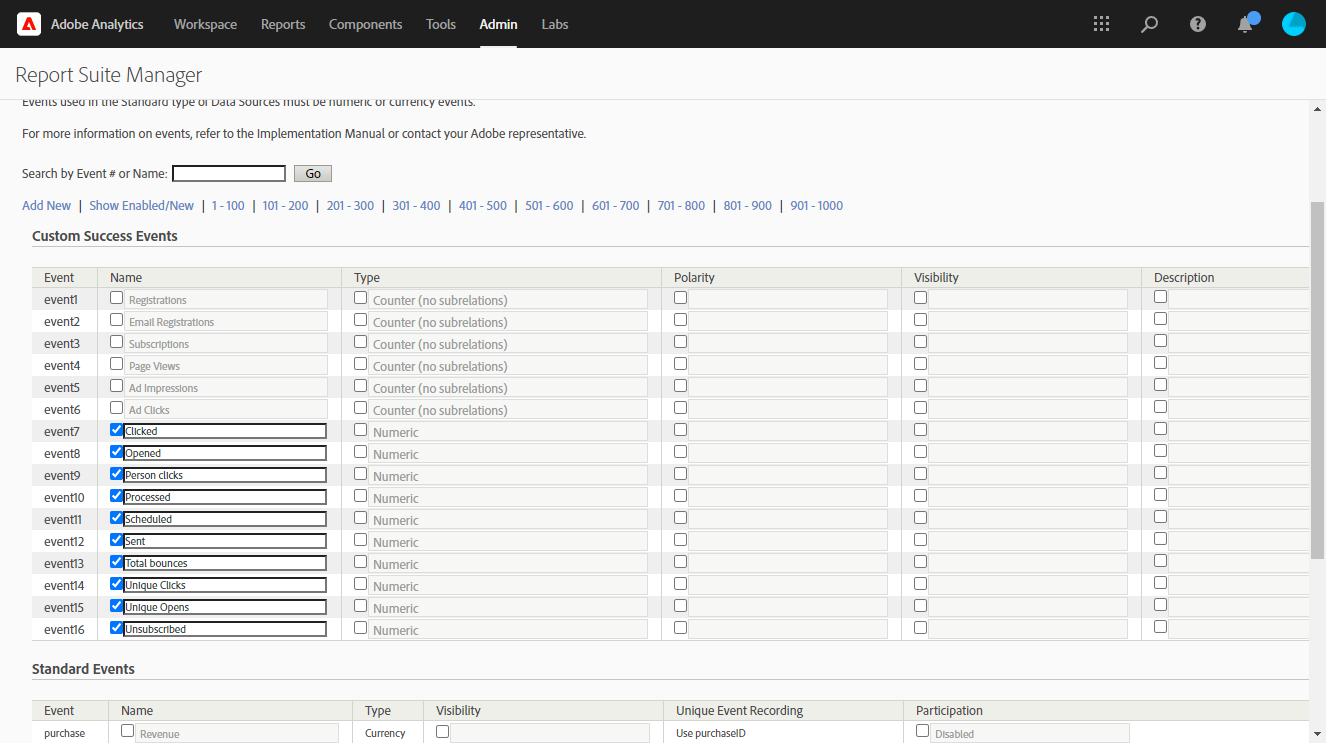 Adobe Analytics Workspace Reports Components Tools Admin Labs
Report Suite Manager
Events used in the Standard type of Data Sources must be numeric or currency events.
For more information on events, refer to the Implementation Manual or contact your Adobe representative.
Search by Event # or Name: Go
Add New | Show Enabled/New | 1 - 100 | 101 - 200 | 201 - 300 | 301 - 400 | 401 - 500 | 501 - 600 | 601 - 700 | 701 - 800 | 801 - 900 | 901 - 1000
Custom Success Events
Event Name Type Polarity Visibility Description
event1 Registrations Counter (no subrelations)
event2 Email Registrations Counter (no subrelations)
event3 Subscriptions Counter (no subrelations)
event4 Page Views Counter (no subrelations)
event5 Ad Impressions Counter (no subrelations)
event6 Ad Clicks Counter (no subrelations)
event7 Clicked Numeric
event8 Opened Numeric
event9 Person clicks Numeric
event10 Processed Numeric
event11 Scheduled Numeric
event12 Sent Numeric
event13 Total bounces Numeric
event14 Unique Clicks Numeric
event15 Unique Opens Numeric
event16 Unsubscribed Numeric
Standard Events
Event Name Type Visibility Unique Event Recording Participation
purchase Revenue Currency Use purchaseID Disabled